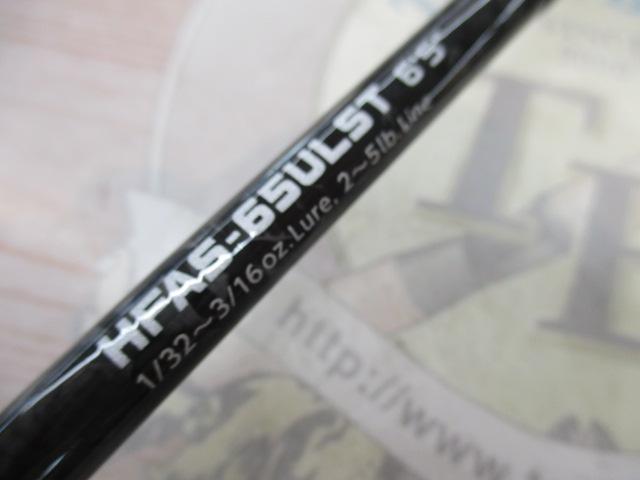 HFAS-65ULST 6'5"
1/32~3/16oz.Lure, 2~5lb.Line
http://www